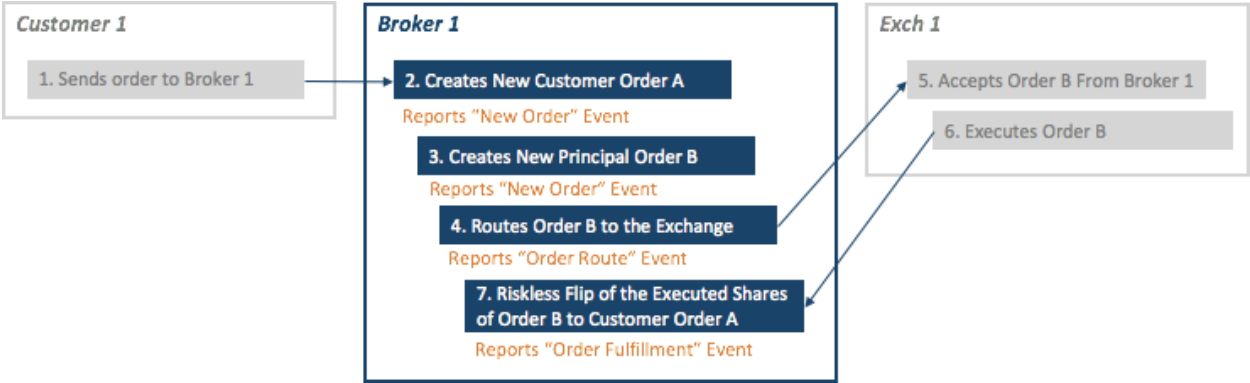 Customer 1
1. Sends order to Broker 1
Broker 1
2. Creates New Customer Order A
Reports "New Order" Event
3. Creates New Principal Order B
Reports "New Order" Event
4. Routes Order B to the Exchange
Reports "Order Route" Event
7. Riskless Flip of the Executed Shares
of Order B to Customer Order A
Reports "Order Fulfillment" Event
Exch 1
5. Accepts Order B From Broker 1
6. Executes Order B